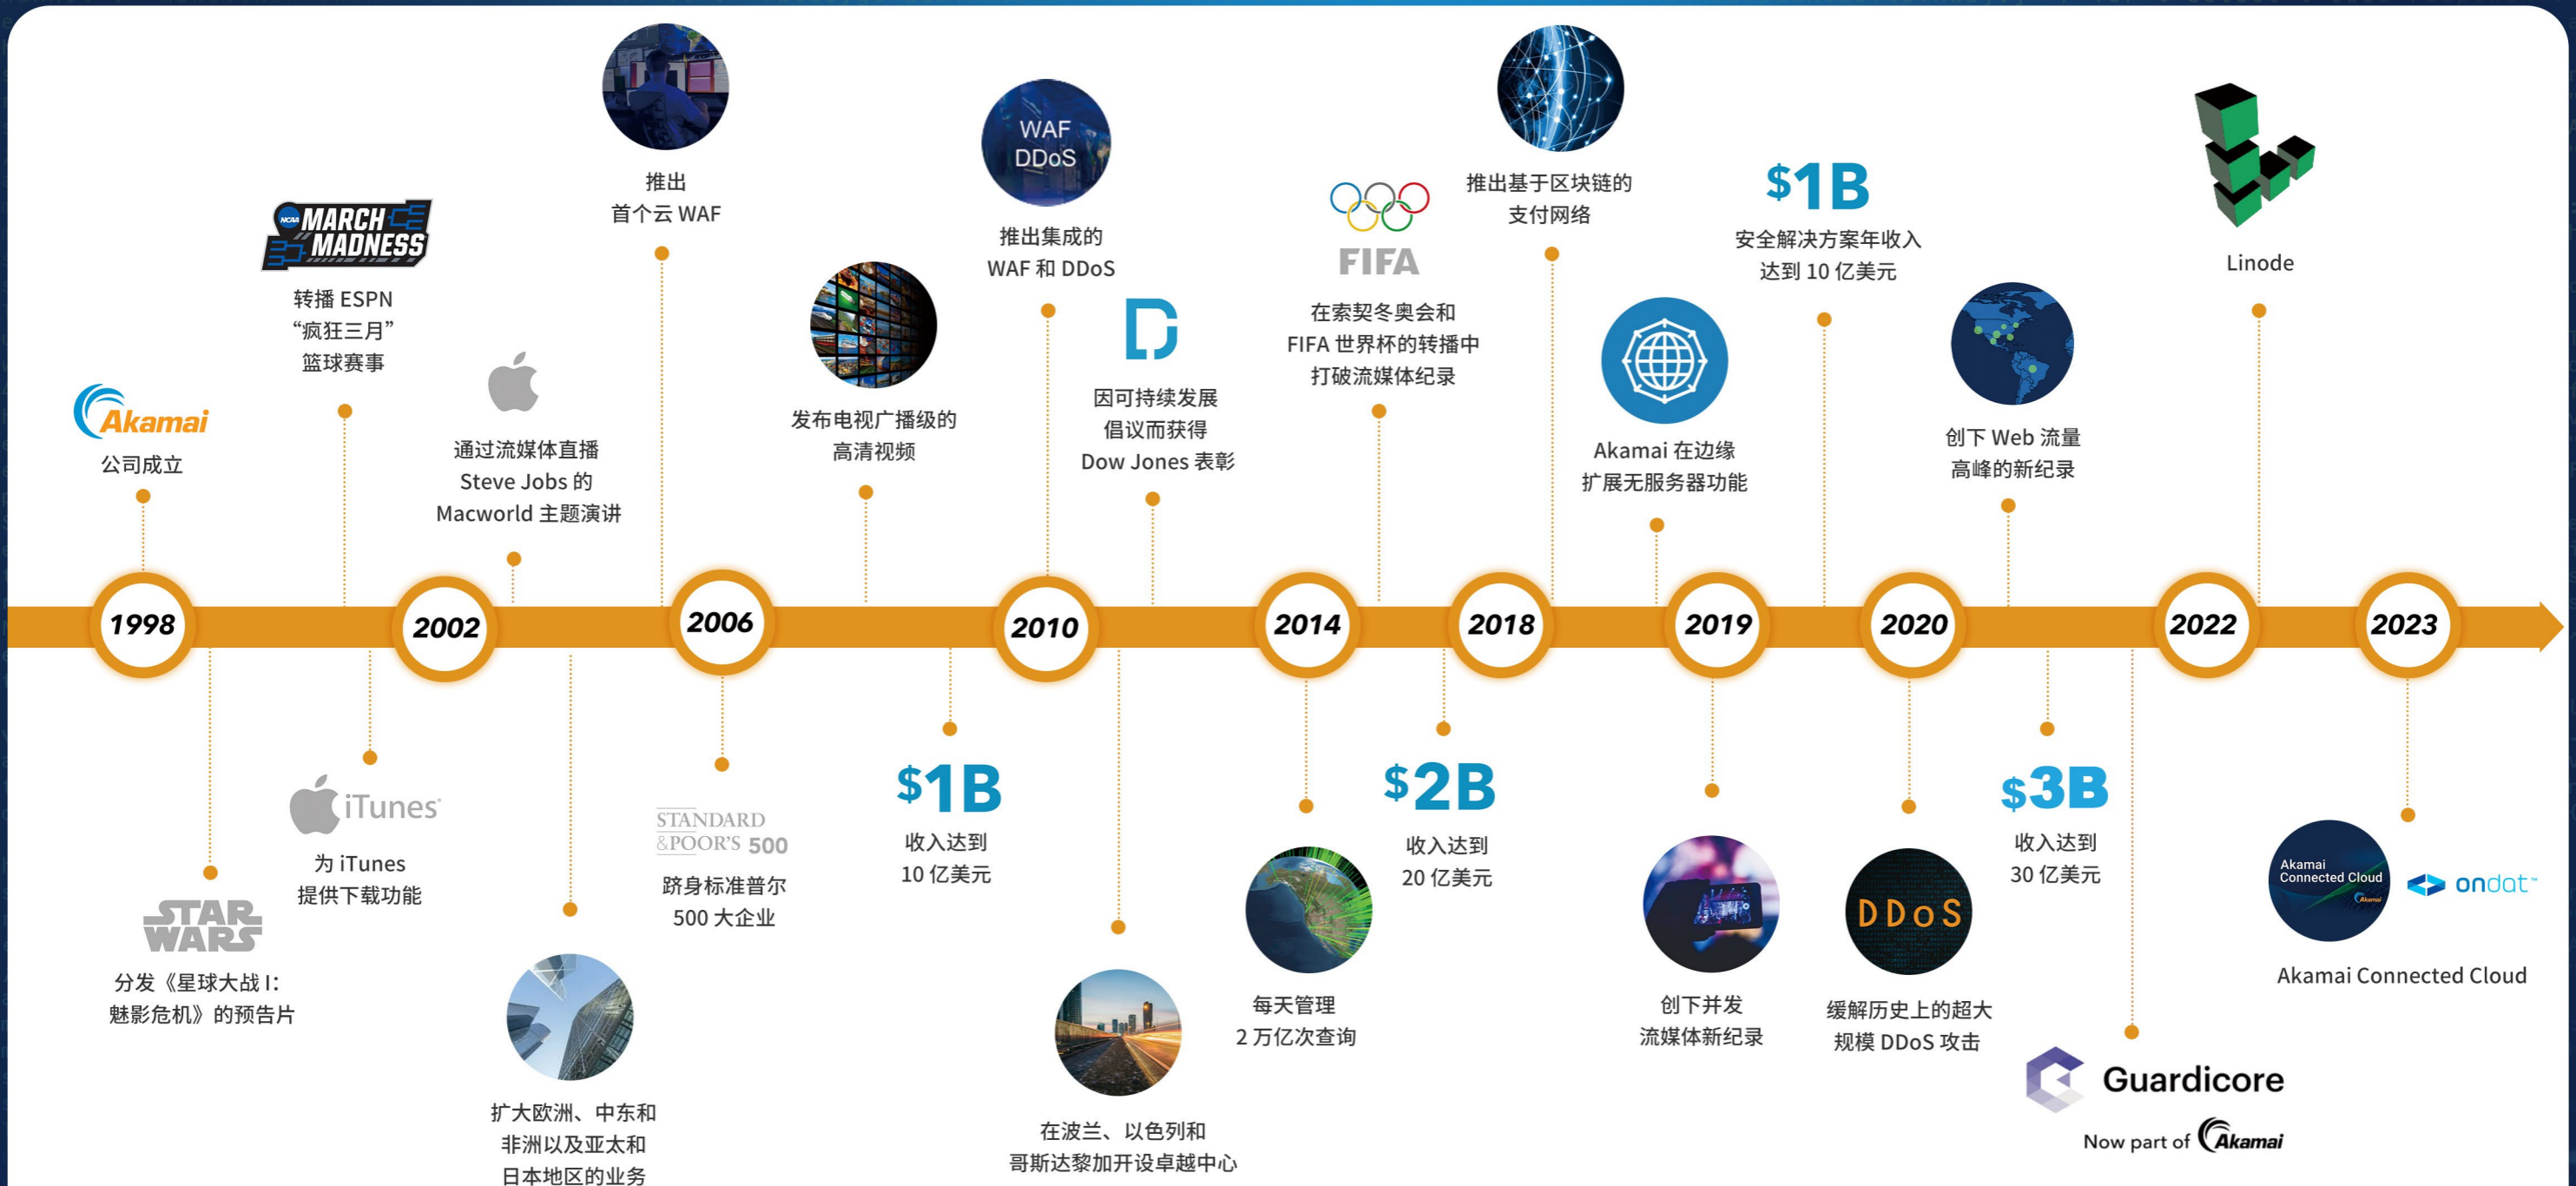 Akamai
公司成立
NCAA
MARCH
MADNESS
转播 ESPN
“疯狂三月”
篮球赛事
通过流媒体直播
Steve Jobs 的
Macworld 主题演讲
推出
首个云 WAF
发布电视广播级的
高清视频
WAF
DDoS
推出集成的
WAF 和 DDoS
因可持续发展
倡议而获得
Dow Jones 表彰
FIFA
在索契冬奥会和
FIFA 世界杯的转播中
打破流媒体纪录
推出基于区块链的
支付网络
Akamai 在边缘
扩展无服务器功能
$1B
安全解决方案年收入
达到 10 亿美元
创下 Web 流量
高峰的新纪录
Linode
1998
2002
2006
2010
2014
2018
2019
2020
2022
2023
STAR
WARS
分发《星球大战 I：
魅影危机》的预告片
iTunes
为 iTunes
提供下载功能
扩大欧洲、中东和
非洲以及亚太和
日本地区的业务
STANDARD
&POOR'S 500
跻身标准普尔
500 大企业
$1B
收入达到
10 亿美元
在波兰、以色列和
哥斯达黎加开设卓越中心
每天管理
2 万亿次查询
$2B
收入达到
20 亿美元
创下并发
流媒体新纪录
DDoS
缓解历史上的超大
规模 DDoS 攻击
$3B
收入达到
30 亿美元
Guardicore
Now part of Akamai
Akamai
Connected Cloud
Akamai
ondat™
Akamai Connected Cloud